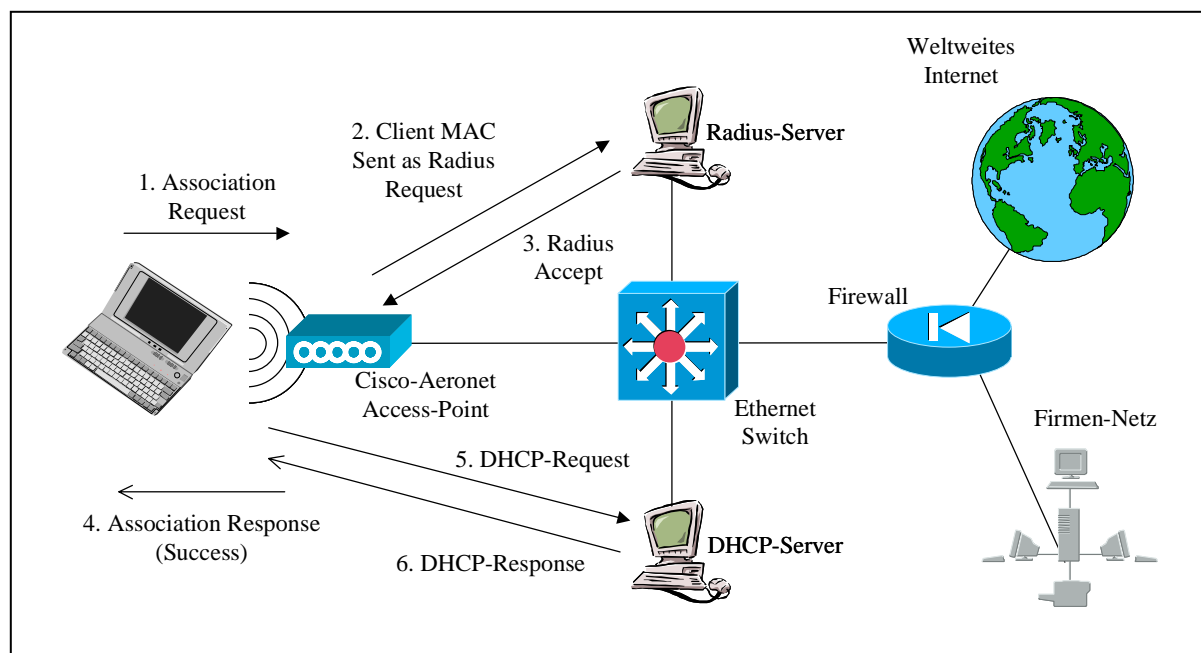 Weltweites
Internet
2. Client MAC
Sent as Radius
Request
Radius-Server
1. Association
Request
3. Radius
Accept
Firewall
Cisco-Aeronet
Access-Point
Ethernet
Switch
Firmen-Netz
5. DHCP-Request
4. Association Response
(Success)
6. DHCP-Response
DHCP-Server